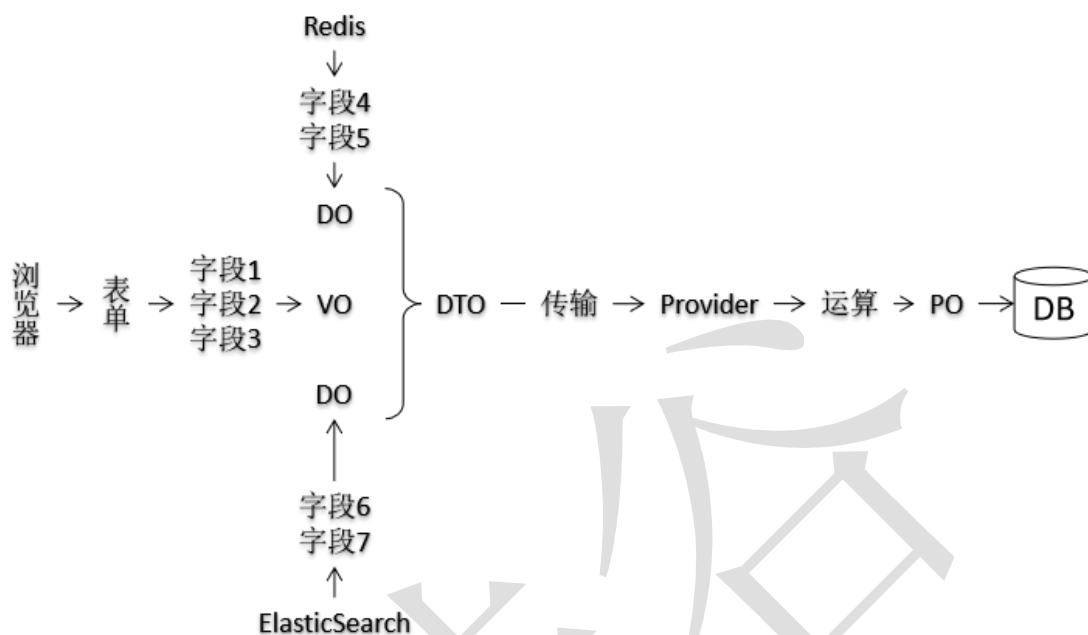 Redis
字段4
字段5
DO
浏览器
表单
字段1
字段2
字段3
VO
DTO
传输
Provider
运算
PO
DB
DO
字段6
字段7
ElasticSearch